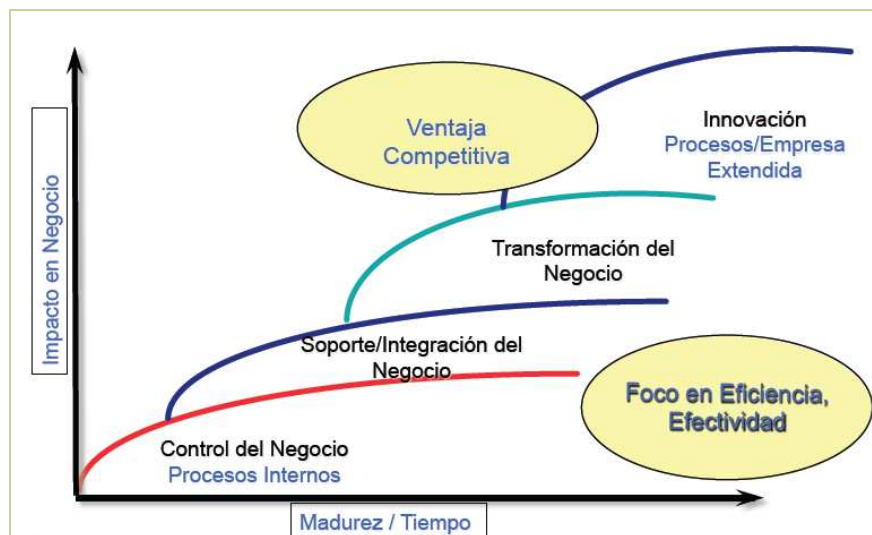 Ventaja
Competitiva
Innovación
Procesos/Empresa
Extendida
Impacto en Negocio
Transformación del
Negocio
Soporte/Integración del
Negocio
Foco en Eficiencia,
Efectividad
Control del Negocio
Procesos Internos
Madurez / Tiempo